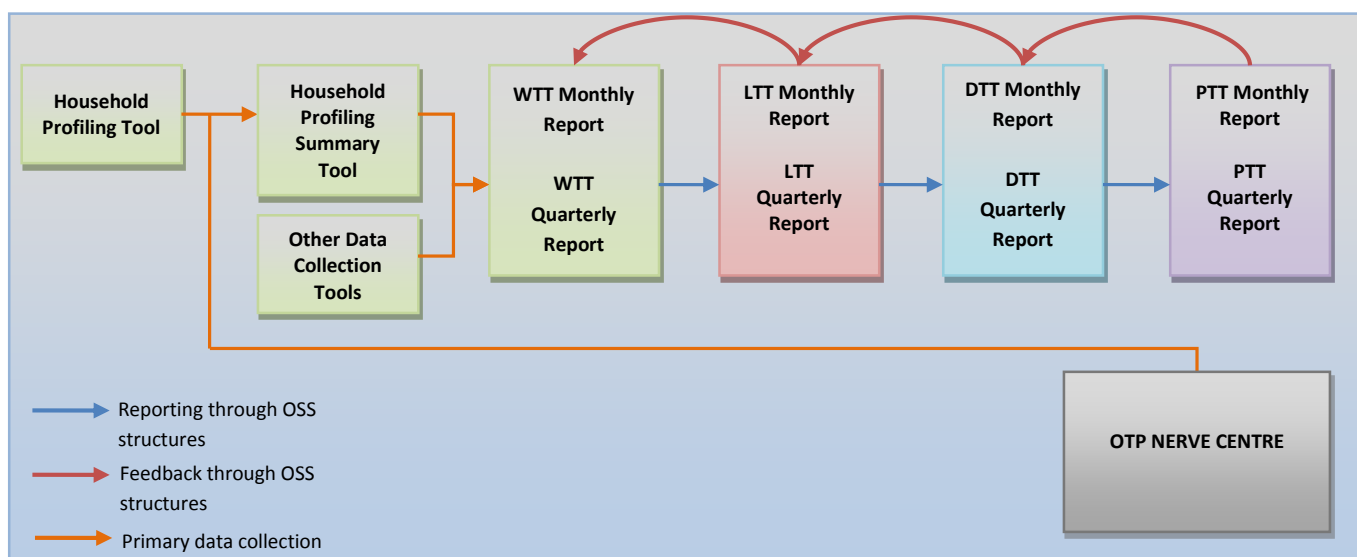 Household
Profiling Tool
Household
Profiling
Summary
Tool
Other Data
Collection
Tools
WTT Monthly
Report
WTT
Quarterly
Report
LTT Monthly
Report
LTT
Quarterly
Report
DTT Monthly
Report
DTT
Quarterly
Report
PTT Monthly
Report
PTT
Quarterly
Report
OTP NERVE CENTRE
Reporting through OSS
structures
Feedback through OSS
structures
Primary data collection